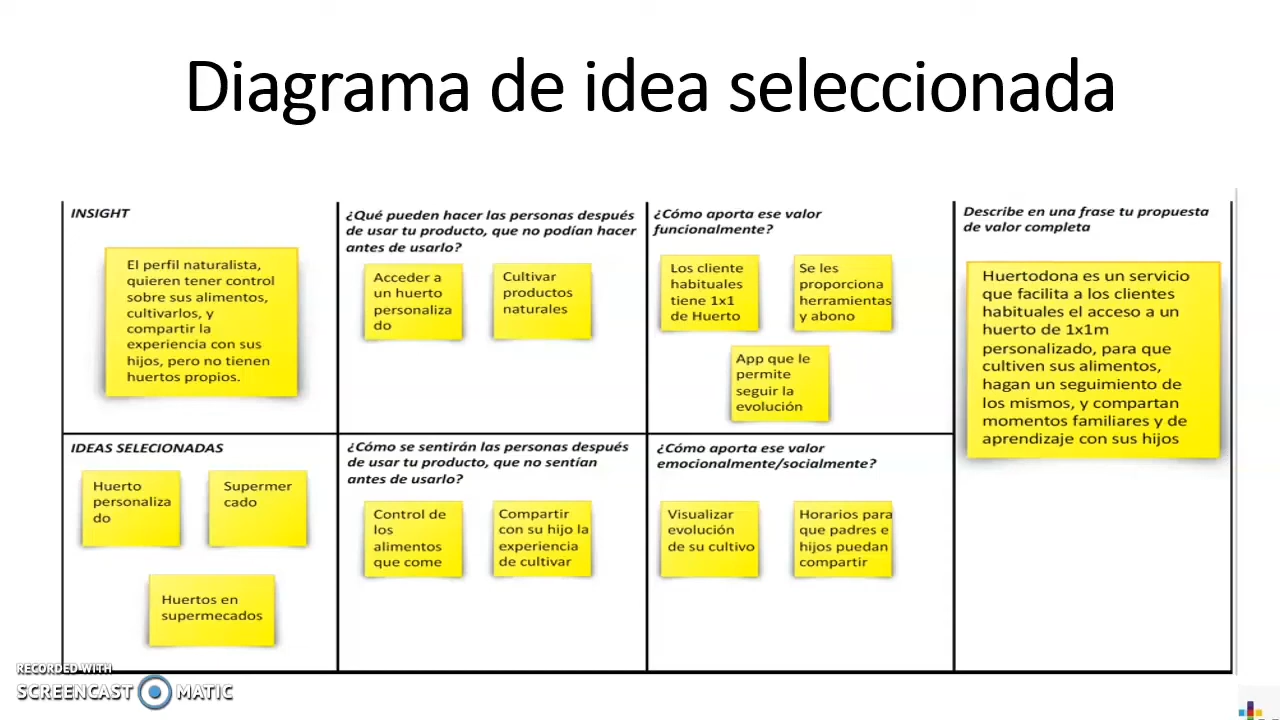 Diagrama de idea seleccionada
INSIGHT
El perfil naturalista,
quieren tener control
sobre sus alimentos,
cultivarlos, y
compartir la
experiencia con sus
hijos, pero no tienen
huertos propios.
¿Qué pueden hacer las personas después
de usar tu producto, que no podían hacer
antes de usarlo?
Acceder a
un huerto
personaliza
do
Cultivar
productos
naturales
¿Cómo aporta ese valor
funcionalmente?
Los cliente
habituales
tiene 1x1
de Huerto
Se les
proporciona
herramientas
y abono
App que le
permite
seguir la
evolución
Describe en una frase tu propuesta
de valor completa
Huertodona es un servicio
que facilita a los clientes
habituales el acceso a un
huerto de 1x1m
personalizado, para que
cultiven sus alimentos,
hagan un seguimiento de
los mismos, y compartan
momentos familiares y de
aprendizaje con sus hijos
IDEAS SELECIONADAS
Huerto
personaliza
do
Supermer
cado
Huertos en
supermecados
¿Cómo se sentirán las personas después
de usar tu producto, que no sentían
antes de usarlo?
Control de
los
alimentos
que come
Compartir
con su hijo la
experiencia
de cultivar
¿Cómo aporta ese valor
emocionalmente/socialmente?
Visualizar
evolución
de su cultivo
Horarios para
que padres e
hijos puedan
compartir
RECORDED WITH
SCREENCAST MATIC